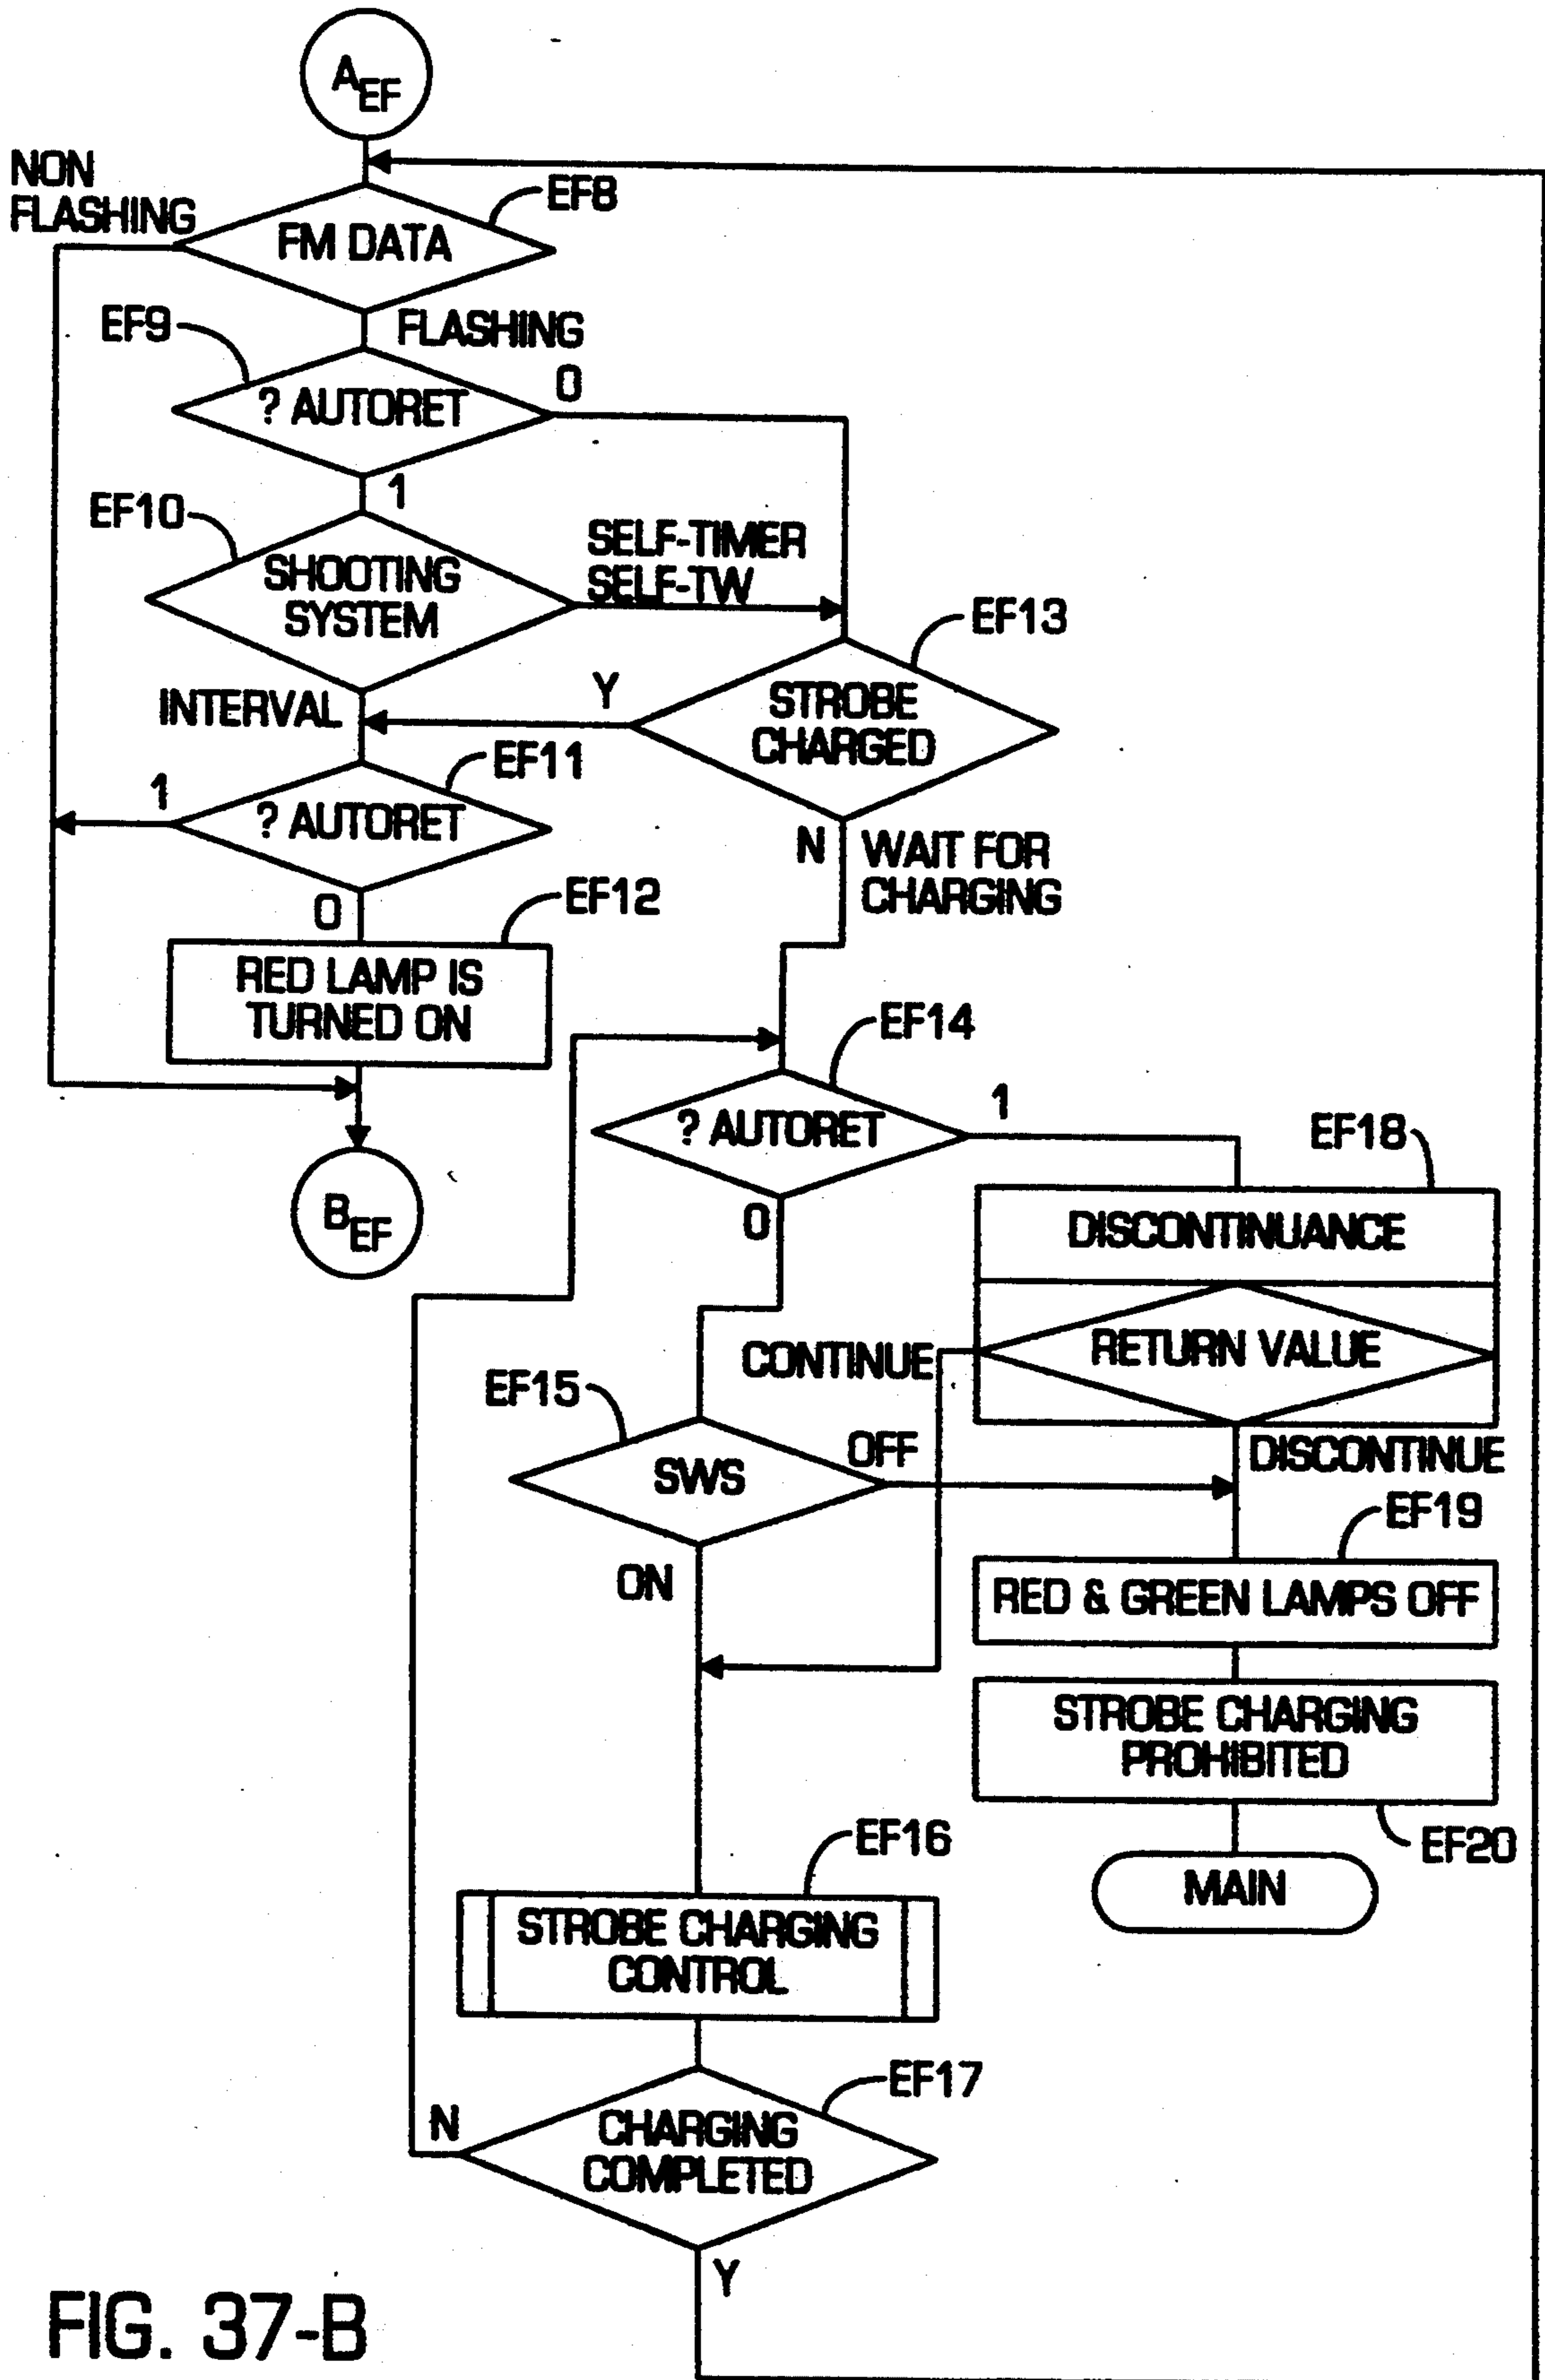 AEF
NON
FLASHING
EF8
FM DATA
EF9
FLASHING
0
? AUTORET
1
EF10
SELF-TIMER
SELF-TW
SHOOTING
SYSTEM
EF13
INTERVAL
Y
STROBE
CHARGED
EF11
1
? AUTORET
N
WAIT FOR
CHARGING
0
EF12
RED LAMP IS
TURNED ON
EF14
? AUTORET
1
EF18
BEF
0
DISCONTINUANCE
CONTINUE
RETURN VALUE
EF15
OFF
DISCONTINUE
SWS
EF19
ON
RED & GREEN LAMPS OFF
STROBE CHARGING
PROHIBITED
EF16
EF20
MAIN
STROBE CHARGING
CONTROL
EF17
N
CHARGING
COMPLETED
Y
FIG. 37-B